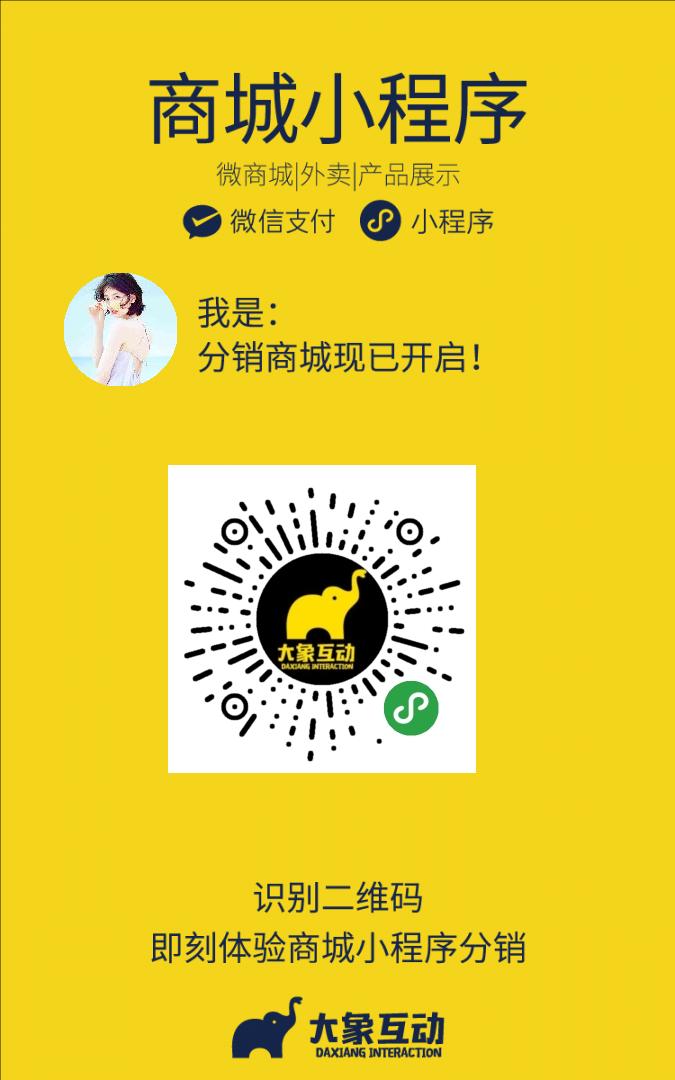 商城小程序
微商城|外卖|产品展示
微信支付 小程序
我是：
分销商城现已开启！
大象互动
DAXIANG INTERACTION
识别二维码
即刻体验商城小程序分销
大象互动
DAXIANG INTERACTION